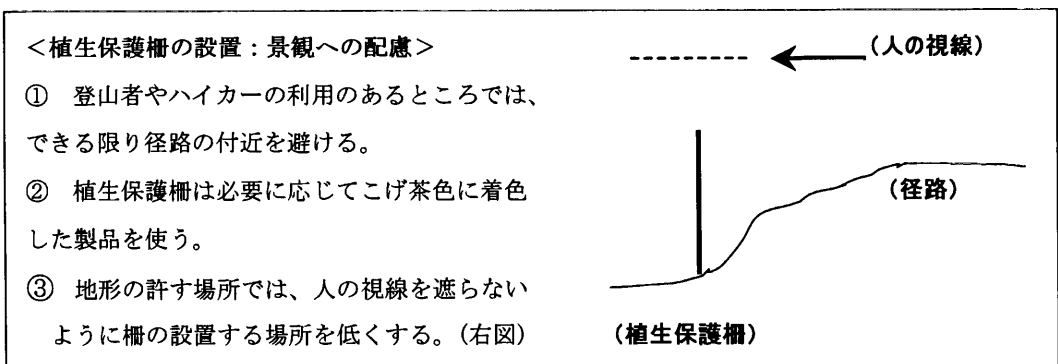 ＜植生保護柵の設置：景観への配慮＞
①　登山者やハイカーの利用のあるところでは、
できる限り径路の付近を避ける。
②　植生保護柵は必要に応じてこげ茶色に着色
した製品を使う。
③　地形の許す場所では、人の視線を遮らない
ように柵の設置する場所を低くする。（右図）
（人の視線）
（径路）
（植生保護柵）